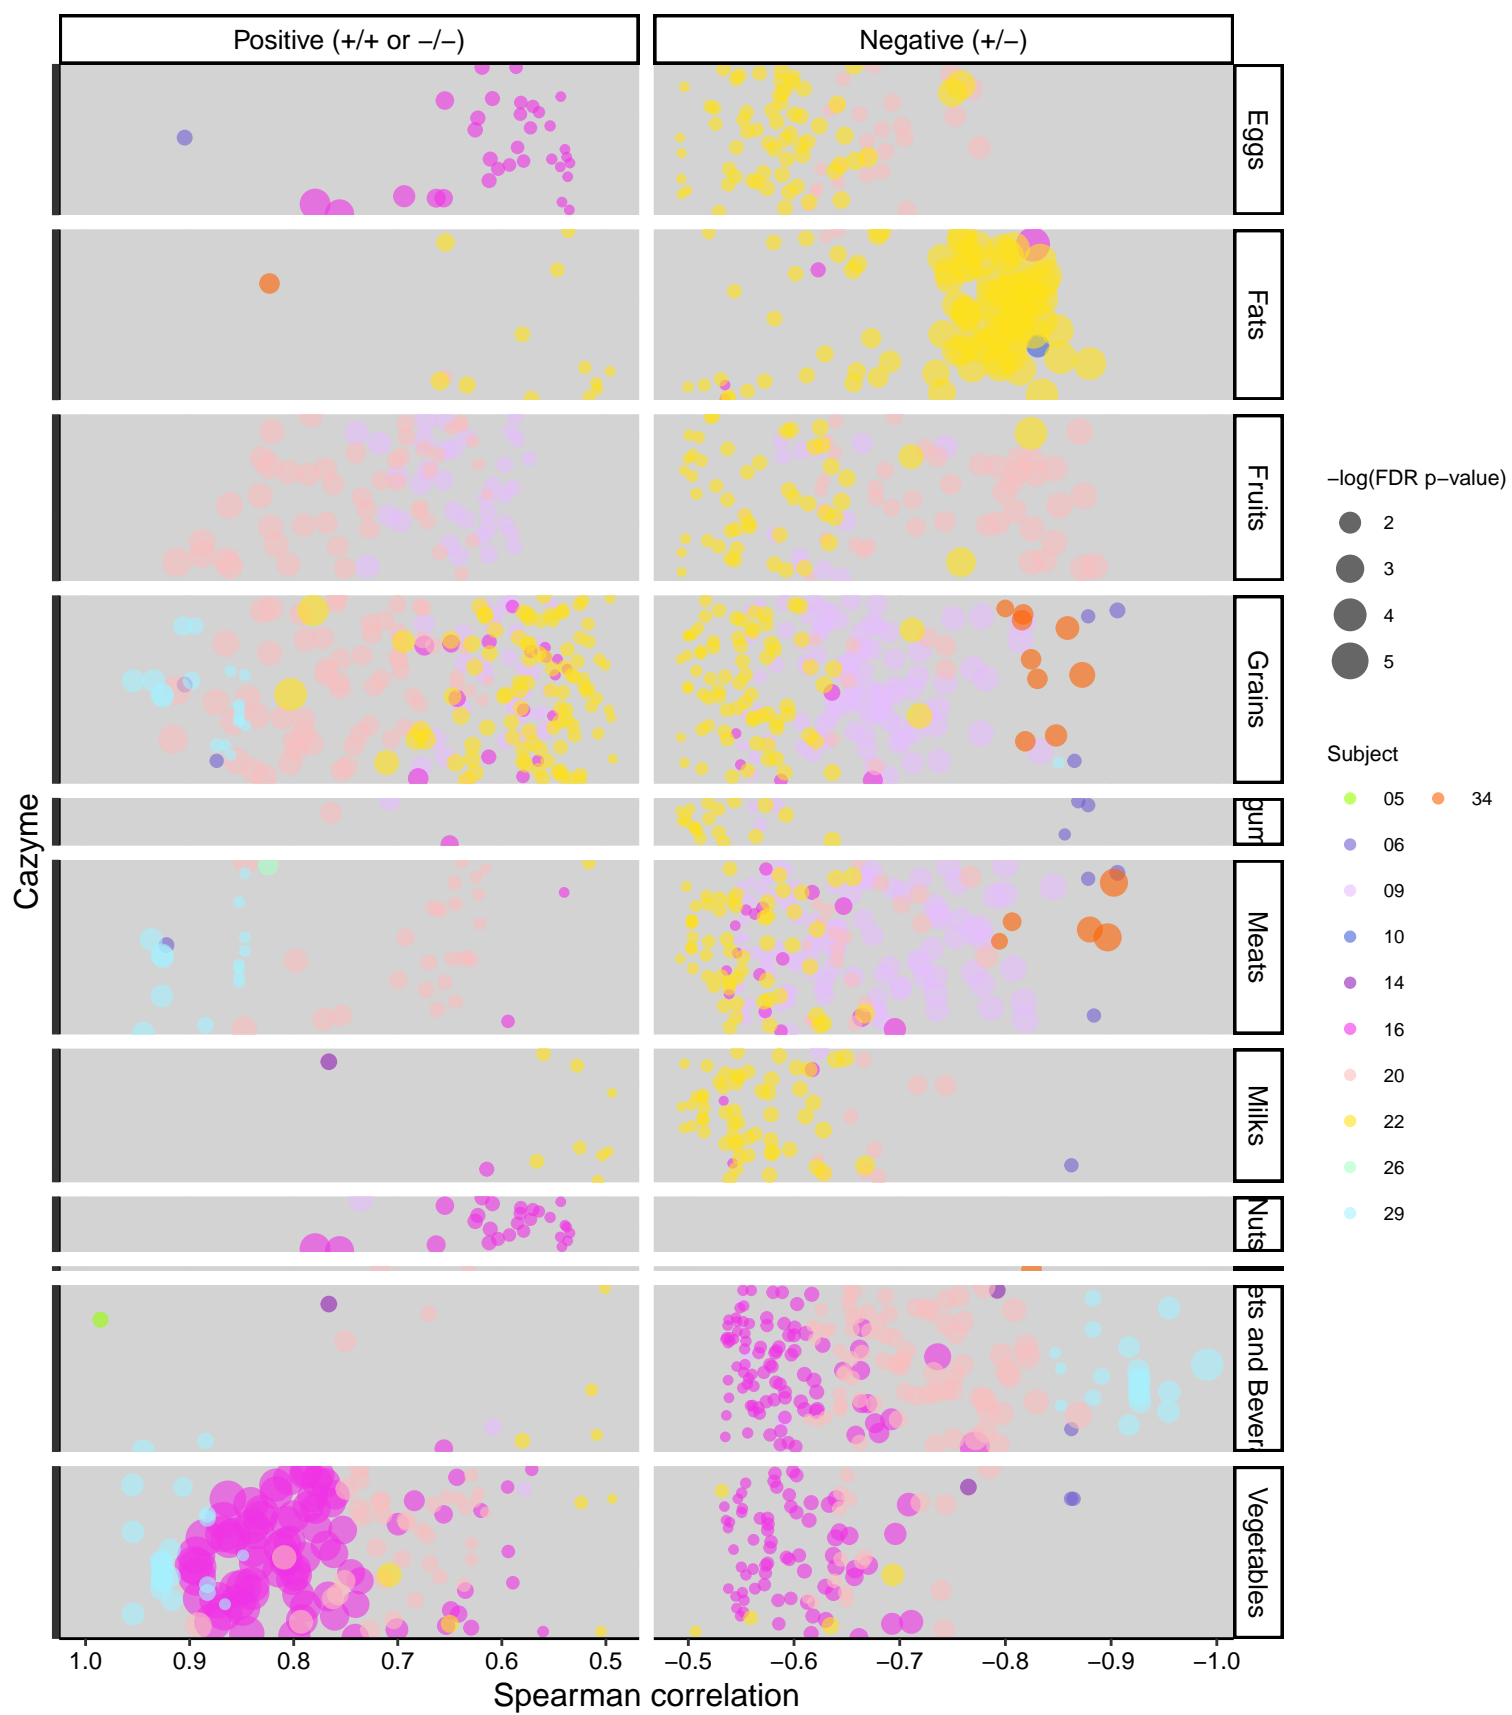 Positive (+/+ or −/−)
Negative (+/−)
Eggs
Fats
Fruits
Grains
gum
Meats
Milks
Nuts
ets and Bever
Vegetables
Cazyme
1.0 0.9 0.8 0.7 0.6 0.5 −0.5 −0.6 −0.7 −0.8 −0.9 −1.0
Spearman correlation
−log(FDR p−value)
2
3
4
5
Subject
05 34
06
09
10
14
16
20
22
26
29